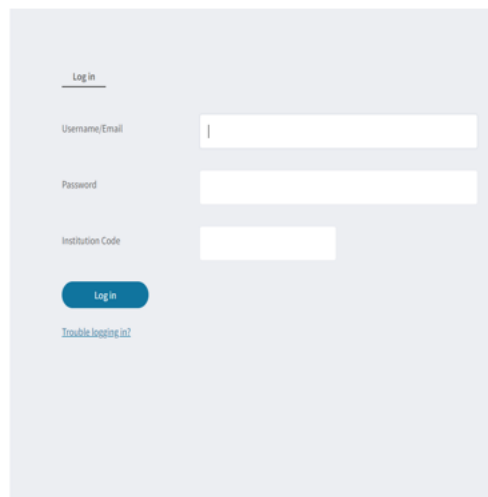 Log in
Username/Email
Password
Institution Code
Log in
Trouble logging in?